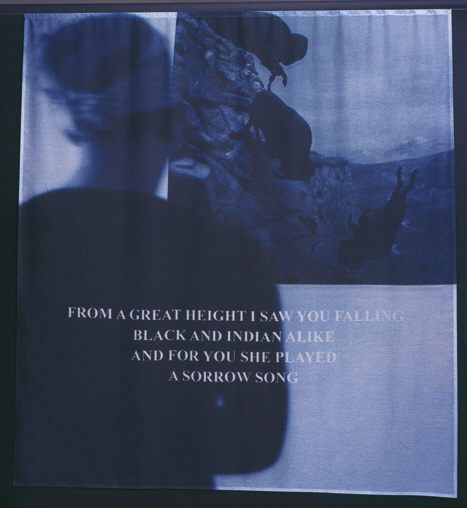 FROM A GREAT HEIGHT I SAW YOU FALLING
BLACK AND INDIAN ALIKE
AND FOR YOU SHE PLAYED
A SORROW SONG